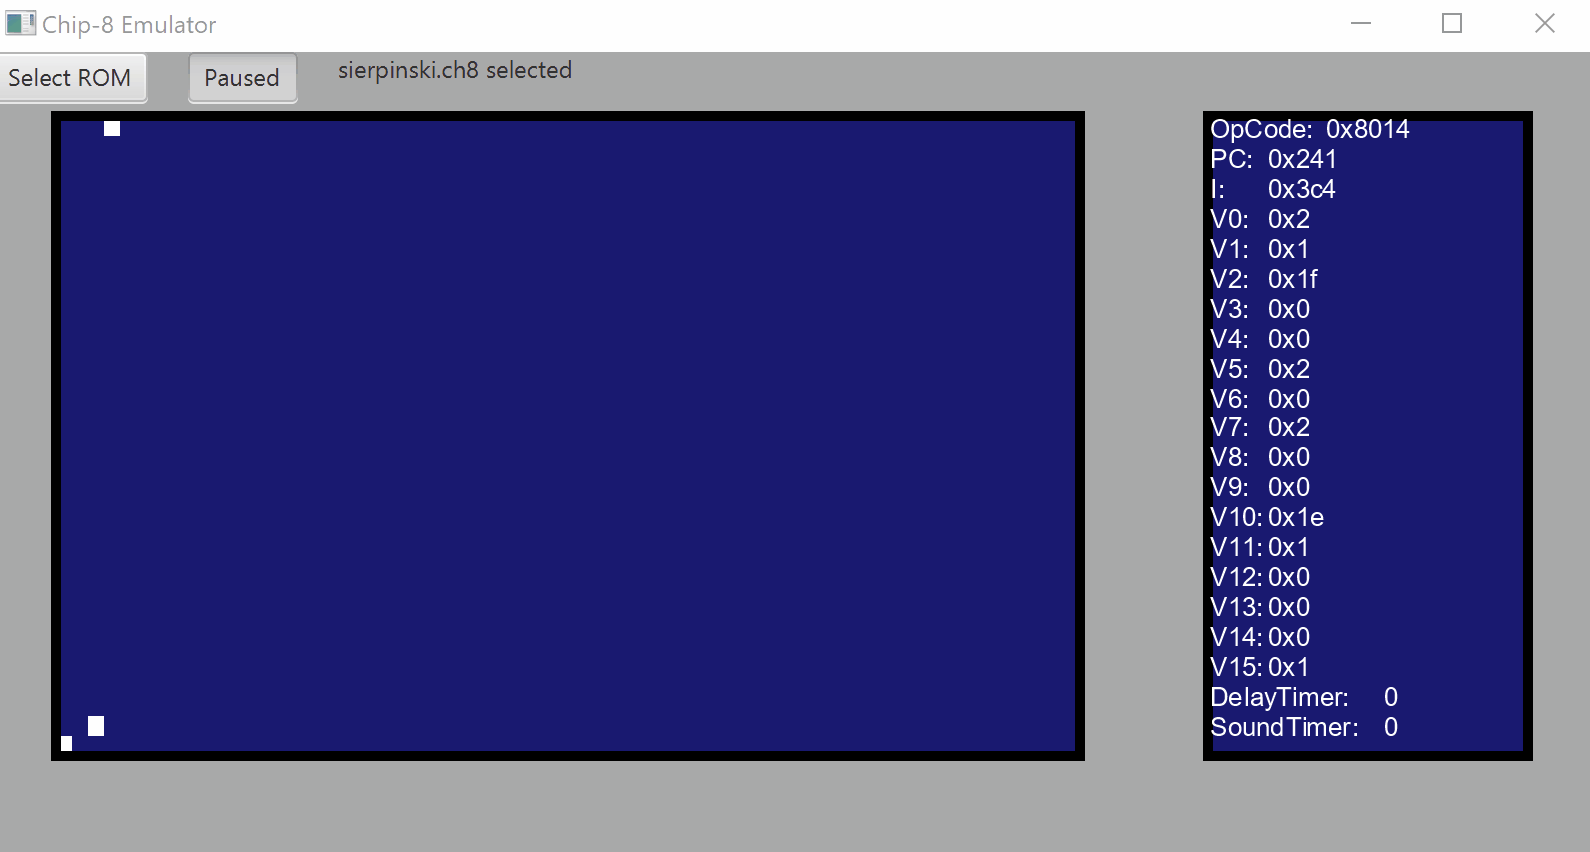 Chip-8 Emulator
Select ROM Paused sierpinski.ch8 selected
OpCode: 0x8014
PC: 0x241
I: 0x3c4
V0: 0x2
V1: 0x1
V2: 0x1f
V3: 0x0
V4: 0x0
V5: 0x2
V6: 0x0
V7: 0x2
V8: 0x0
V9: 0x0
V10: 0x1e
V11: 0x1
V12: 0x0
V13: 0x0
V14: 0x0
V15: 0x1
DelayTimer: 0
SoundTimer: 0